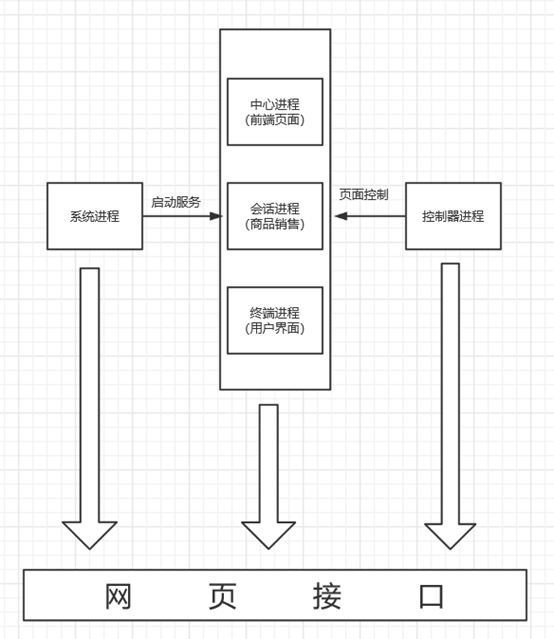 中心进程
(前端页面)
系统进程
启动服务
会话进程
(商品销售)
页面控制
控制器进程
终端进程
(用户界面)
网 页 接 口